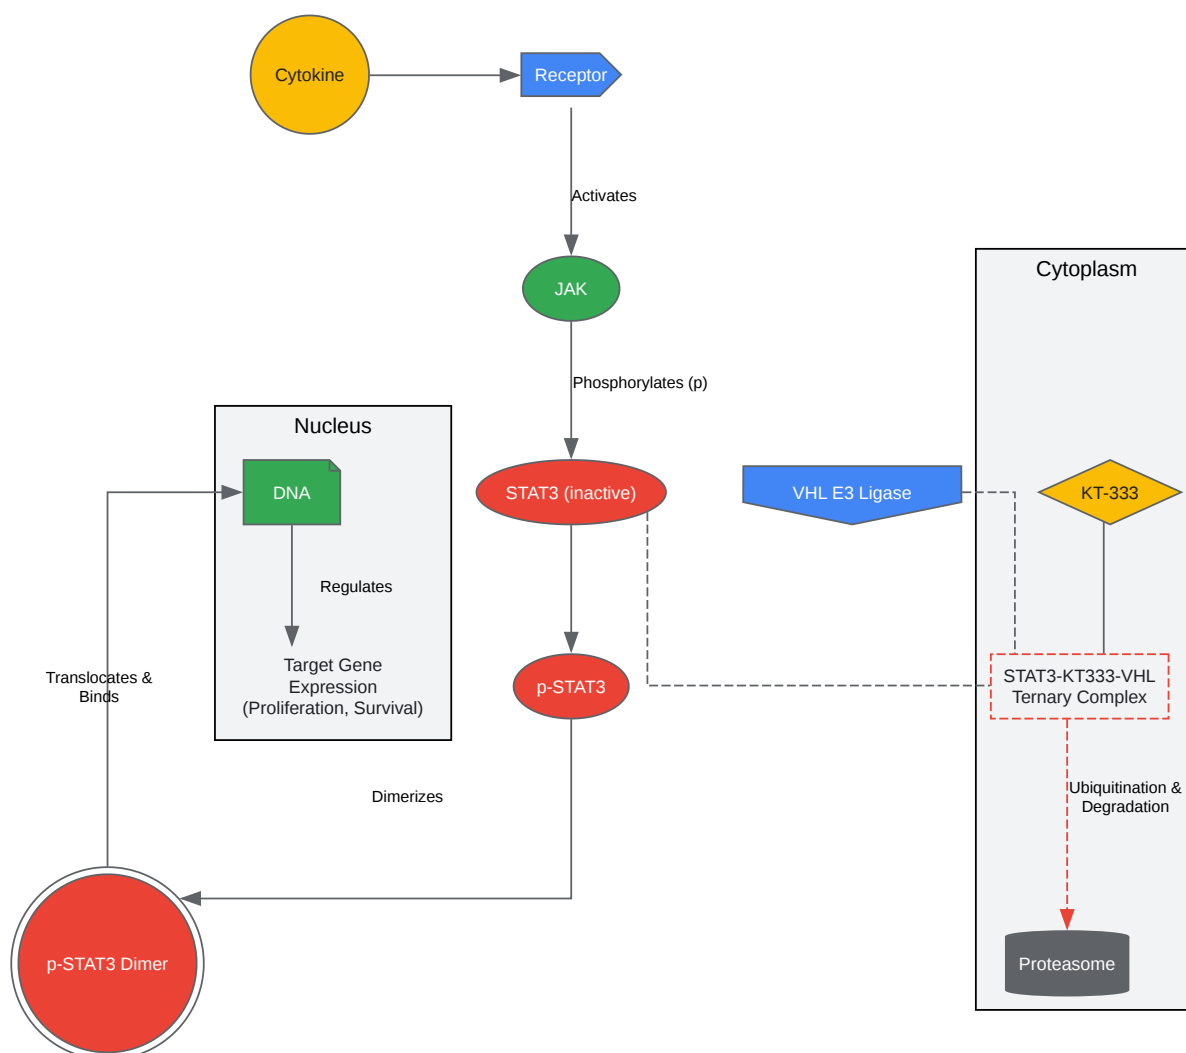 Cytokine
Receptor
Activates
JAK
Cytoplasm
Phosphorylates (p)
Nucleus
DNA
STAT3 (inactive)
VHL E3 Ligase
KT-333
Regulates
Target Gene
Expression
(Proliferation, Survival)
Translocates &
Binds
p-STAT3
STAT3-KT333-VHL
Ternary Complex
Dimerizes
Ubiquitination &
Degradation
p-STAT3 Dimer
Proteasome